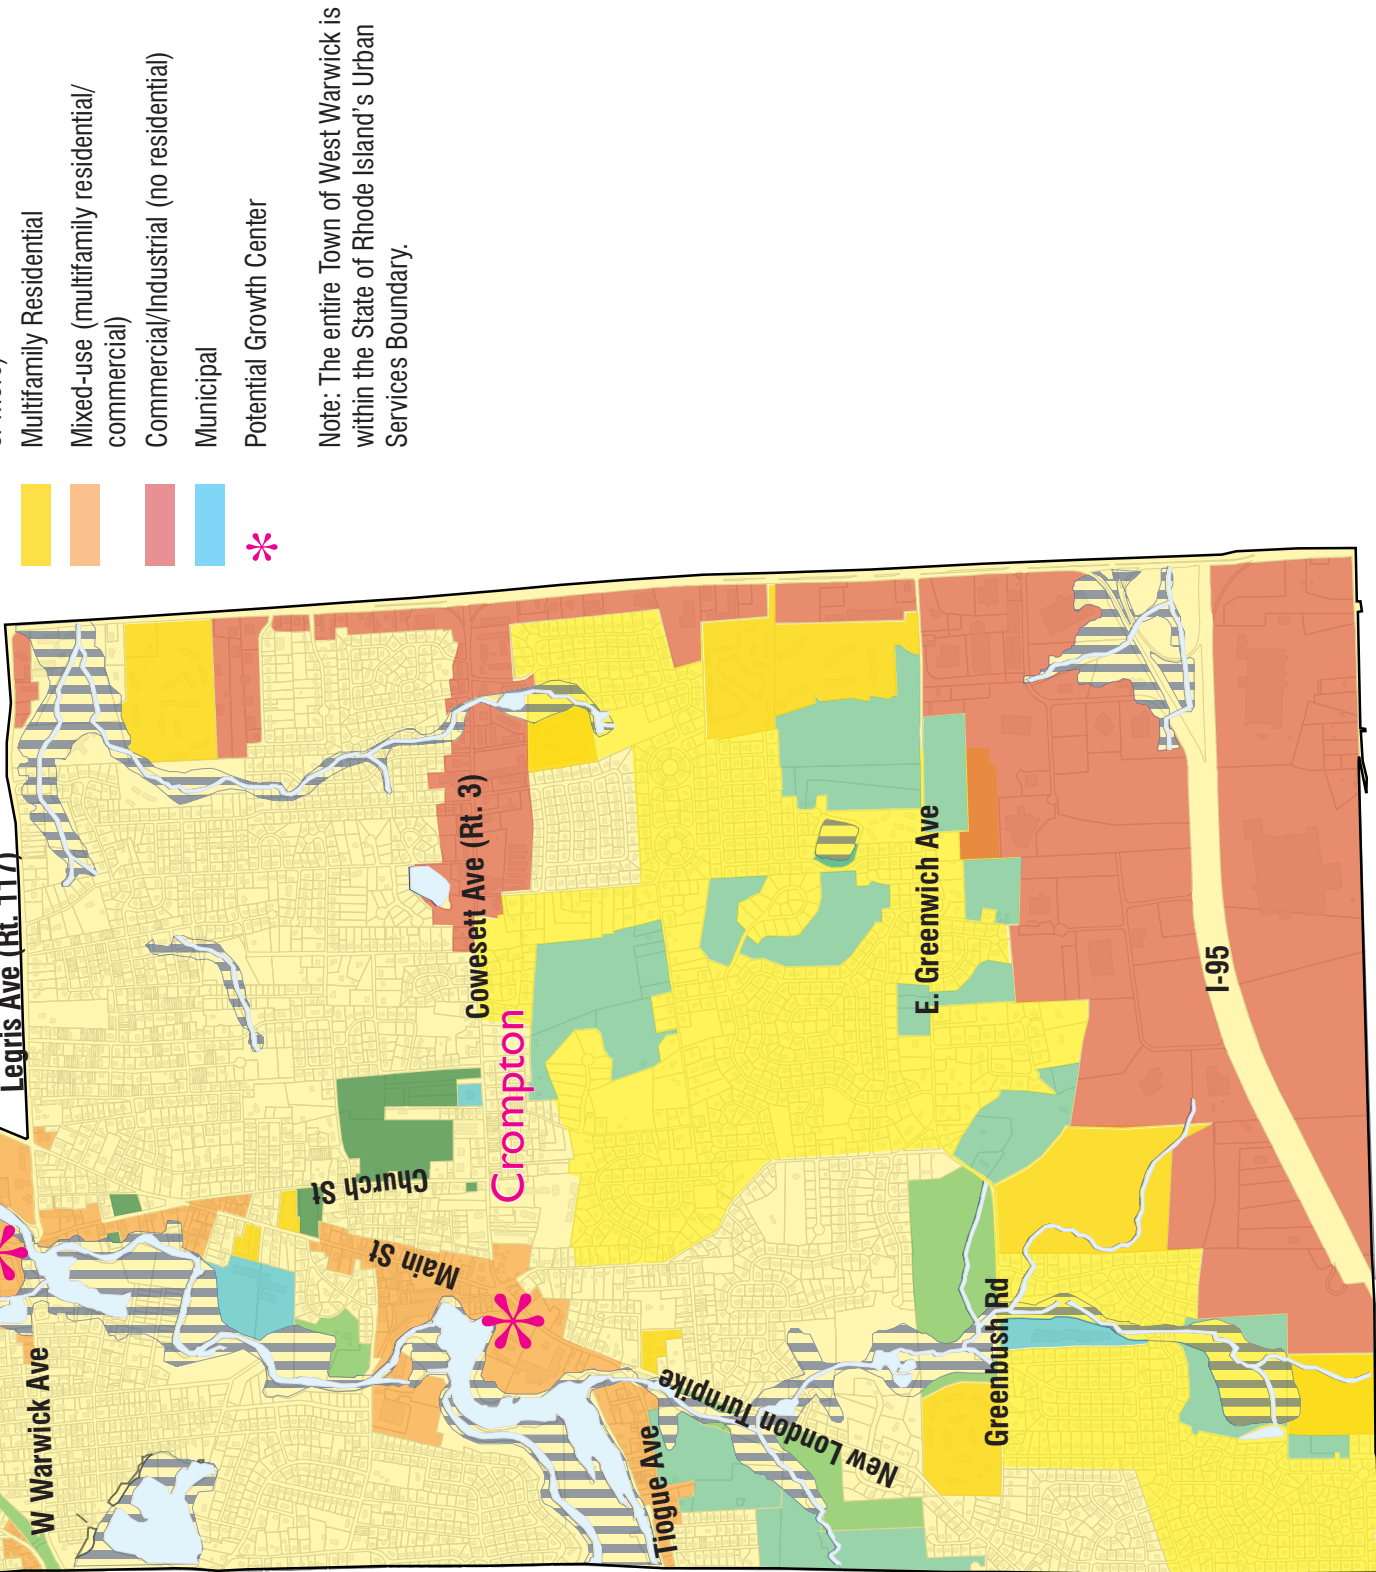 Multifamily Residential
Mixed-use (multifamily residential/
commercial)
Commercial/Industrial (no residential)
Municipal
Potential Growth Center
Note: The entire Town of West Warwick is
within the State of Rhode Island's Urban
Services Boundary.
Legris Ave (Rt. 117)
W Warwick Ave
Church St
Main St
Cowesett Ave (Rt. 3)
Crompton
Tiogue Ave
New London Turnpike
E. Greenwich Ave
Greenbush Rd
I-95